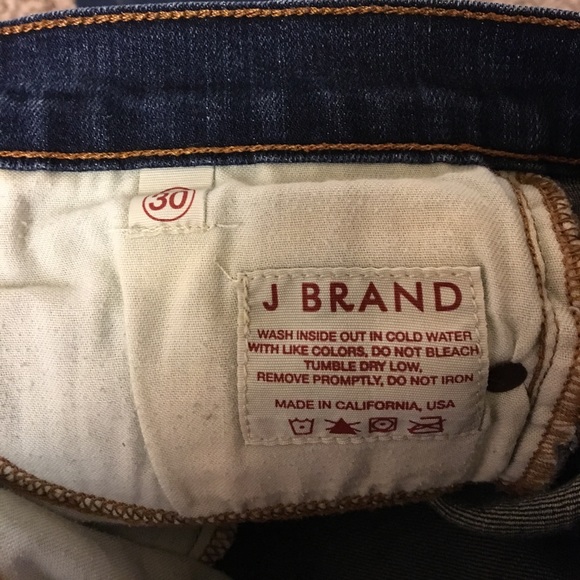 30
J BRAND
WASH INSIDE OUT IN COLD WATER
WITH LIKE COLORS, DO NOT BLEACH
TUMBLE DRY LOW,
REMOVE PROMPTLY, DO NOT IRON
MADE IN CALIFORNIA, USA